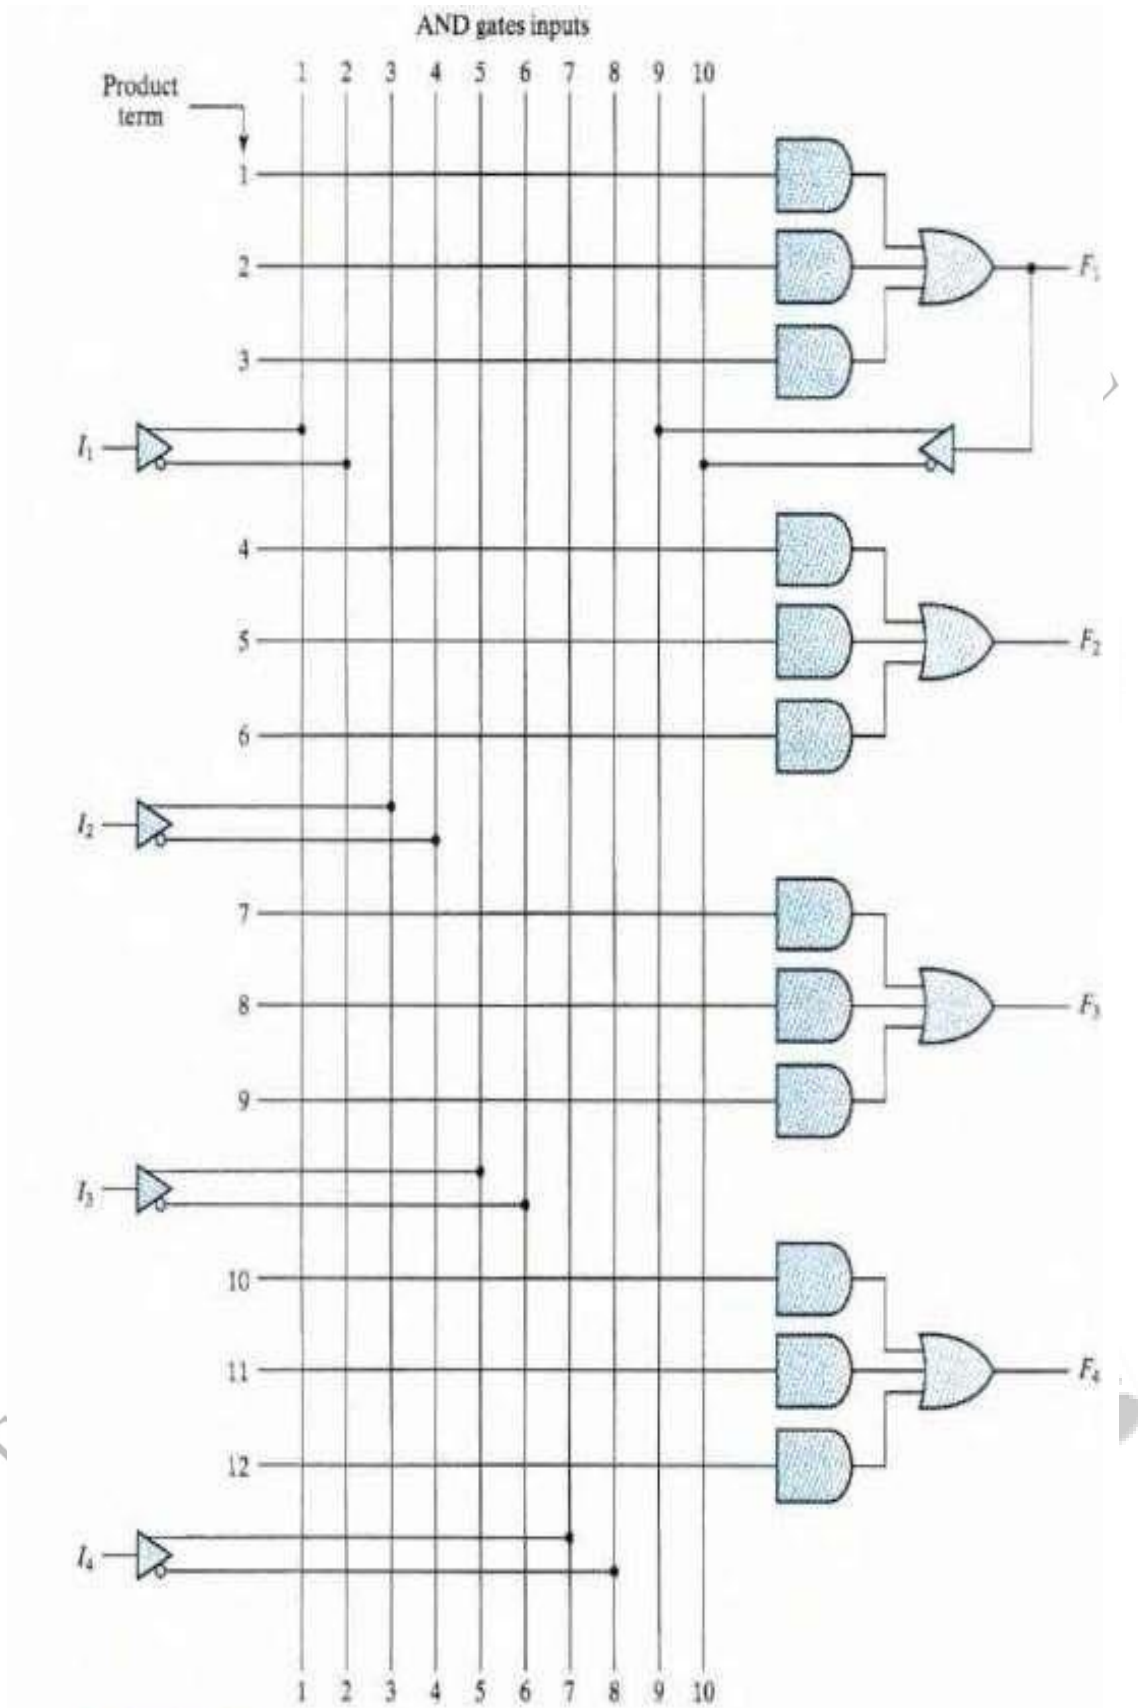 AND gates inputs
1 2 3 4 5 6 7 8 9 10
Product
term
1
2
F₁
3
I₁
4
5
F₂
6
I₂
7
8
F₃
9
I₃
10
11
F₄
12
I₄
1 2 3 4 5 6 7 8 9 10